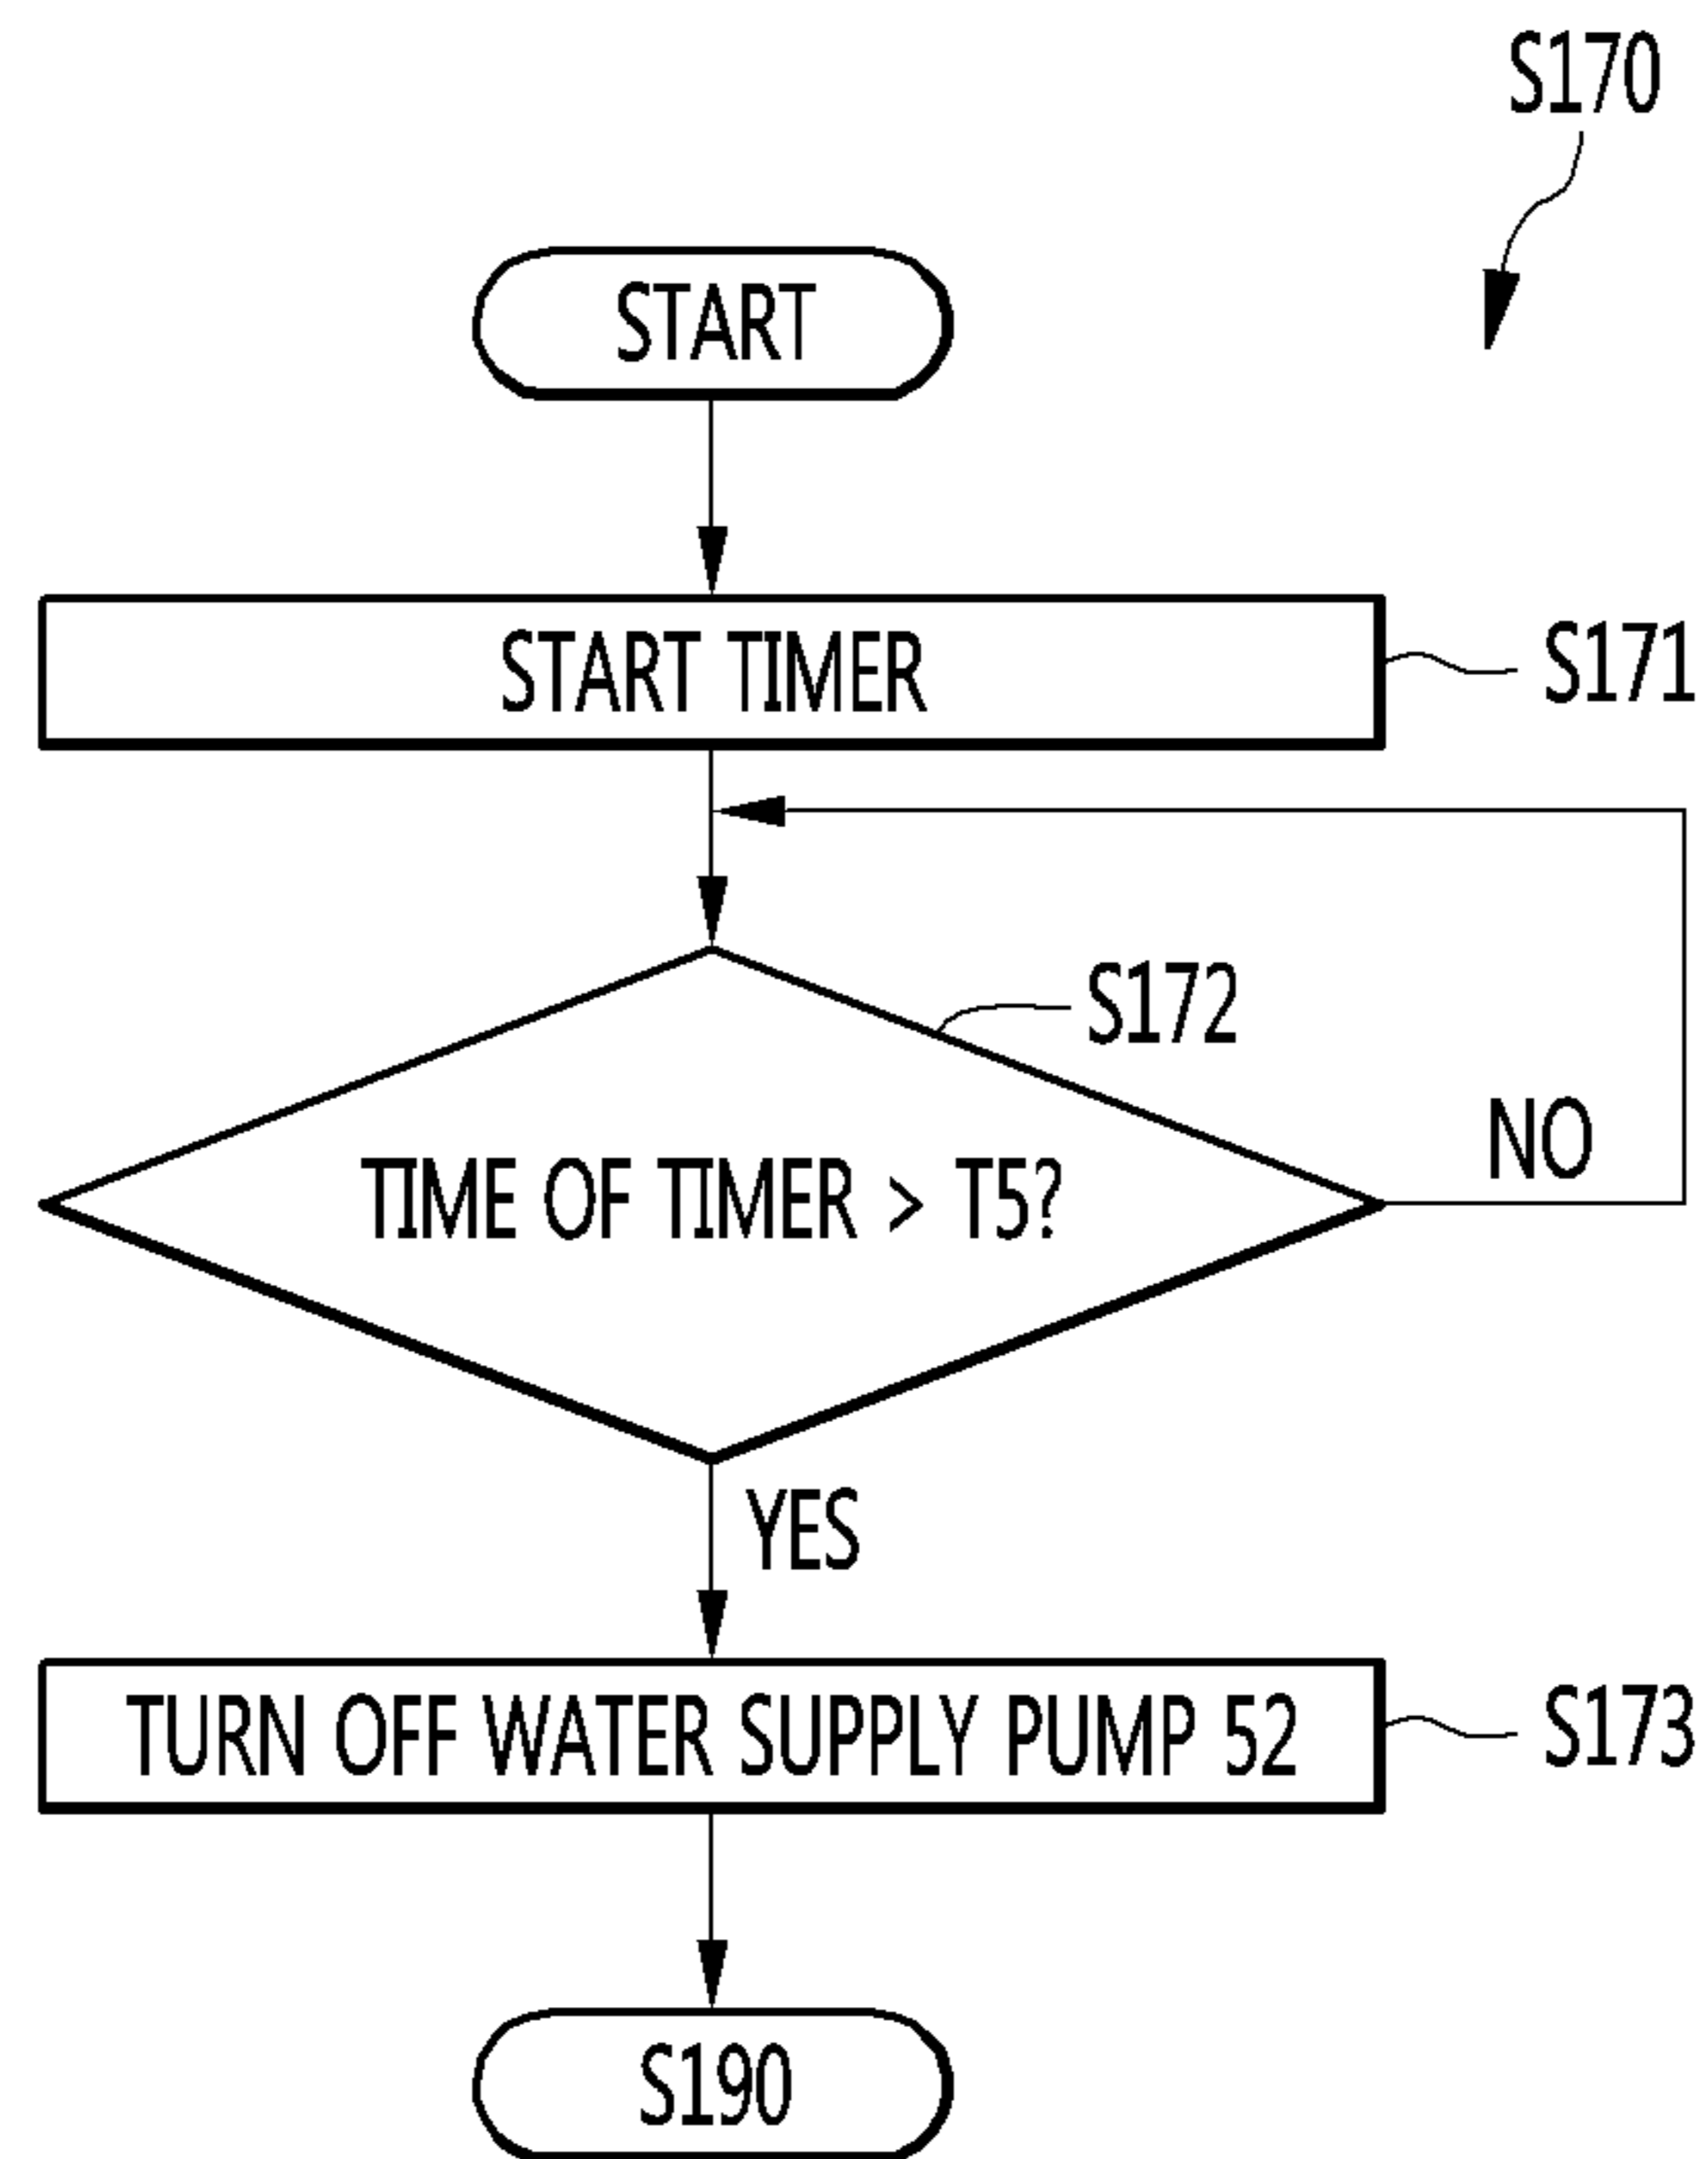 S170
START
START TIMER
S171
S172
NO
TIME OF TIMER > T5?
YES
TURN OFF WATER SUPPLY PUMP 52
S173
S190